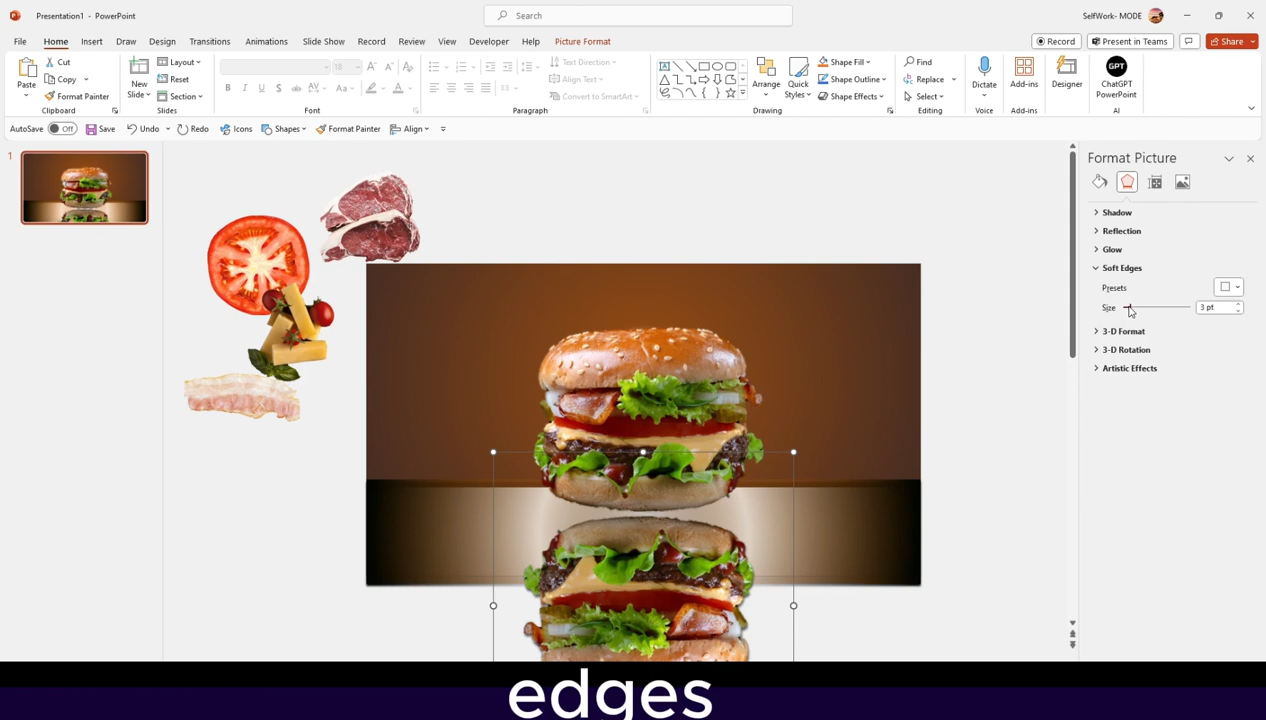 Presentation1 - PowerPoint
Search
SelfWork- MODE
File Home Insert Draw Design Transitions Animations Slide Show Record Review View Developer Help Picture Format
Record Present in Teams Share
Paste
Cut
Copy
Format Painter
Clipboard
New Slide
Layout
Reset
Section
Slides
18
Font
Text Direction
Align Text
Convert to SmartArt
Paragraph
Arrange
Quick Styles
Shape Fill
Shape Outline
Shape Effects
Drawing
Find
Replace
Select
Editing
Dictate
Voice
Add-ins
Add-ins
Designer
GPT
ChatGPT PowerPoint
AI
AutoSave Off Save Undo Redo Icons Shapes Format Painter Align
1
Format Picture
Shadow
Reflection
Glow
Soft Edges
Presets
Size 3 pt
3-D Format
3-D Rotation
Artistic Effects
edges